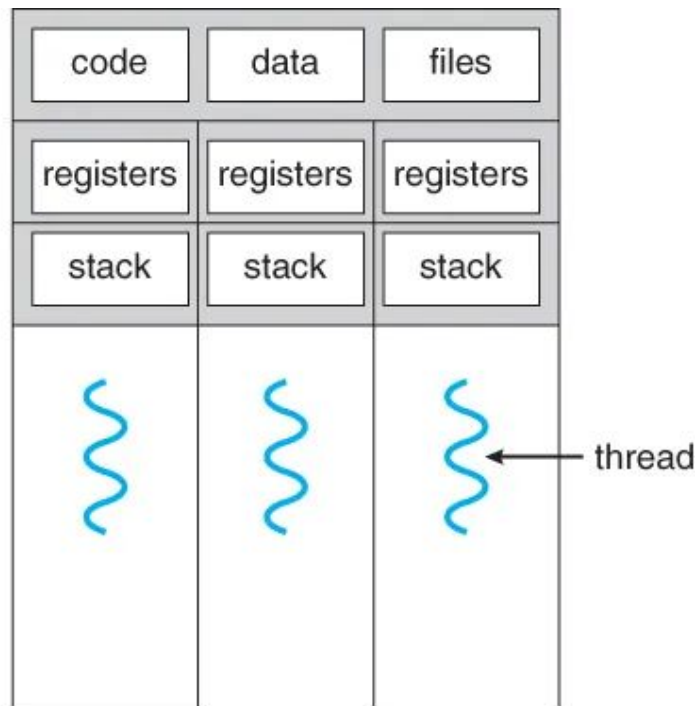 code data files
registers registers registers
stack stack stack
thread